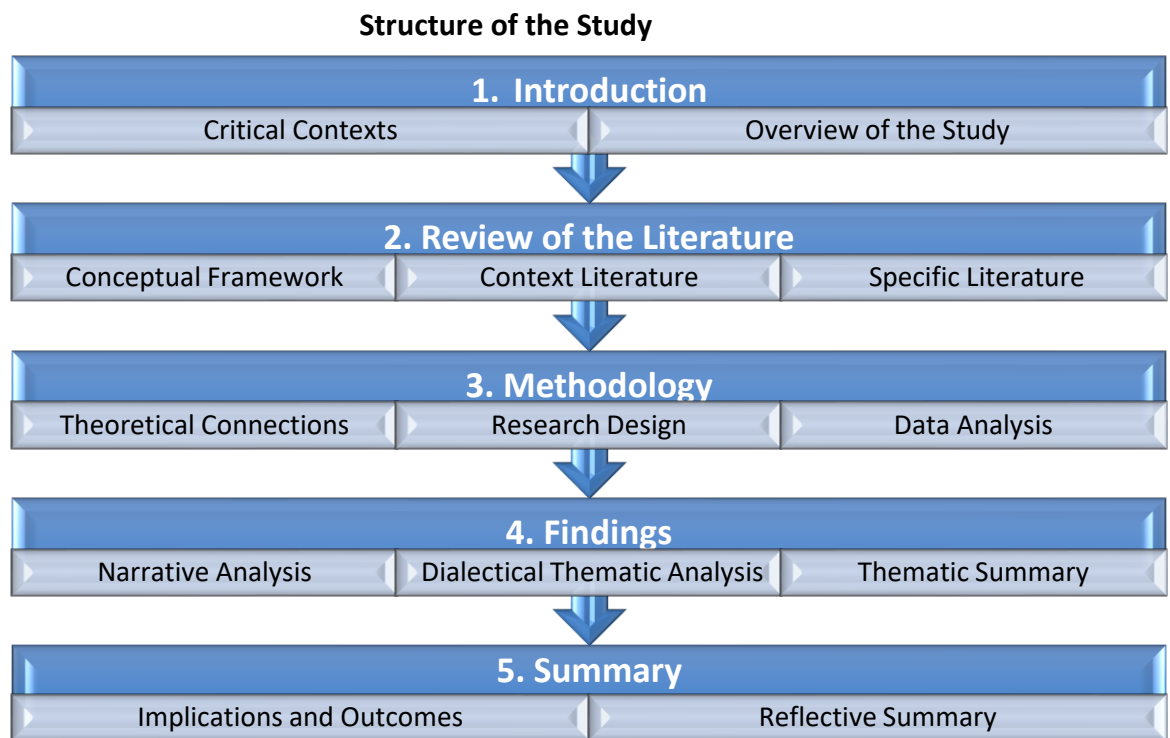 Structure of the Study
1. Introduction
Critical Contexts
Overview of the Study
2. Review of the Literature
Conceptual Framework
Context Literature
Specific Literature
3. Methodology
Theoretical Connections
Research Design
Data Analysis
4. Findings
Narrative Analysis
Dialectical Thematic Analysis
Thematic Summary
5. Summary
Implications and Outcomes
Reflective Summary